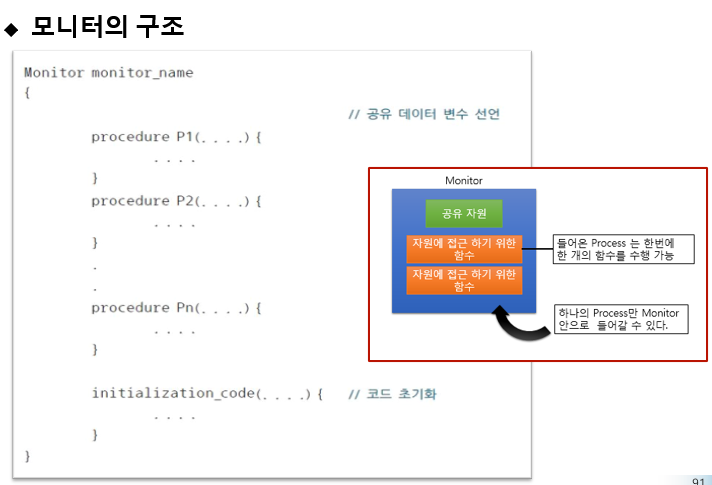 ◆ 모니터의 구조
Monitor monitor_name
{
// 공유 데이터 변수 선언
procedure P1(. . . .) {
. . . .
}
procedure P2(. . . .) {
. . . .
}
.
.
procedure Pn(. . . .) {
. . . .
}
initialization_code(. . . .) { // 코드 초기화
. . . .
}
}
Monitor
공유 자원
자원에 접근 하기 위한
함수
자원에 접근 하기 위한
함수
들어온 Process 는 한번에
한 개의 함수를 수행 가능
하나의 Process만 Monitor
안으로 들어갈 수 있다.
91